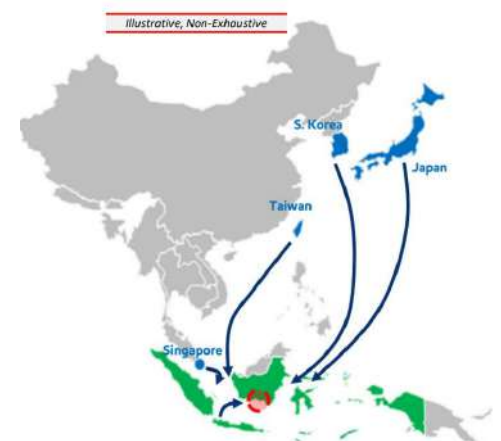 Illustrative, Non-Exhaustive
S. Korea
Japan
Taiwan
Singapore